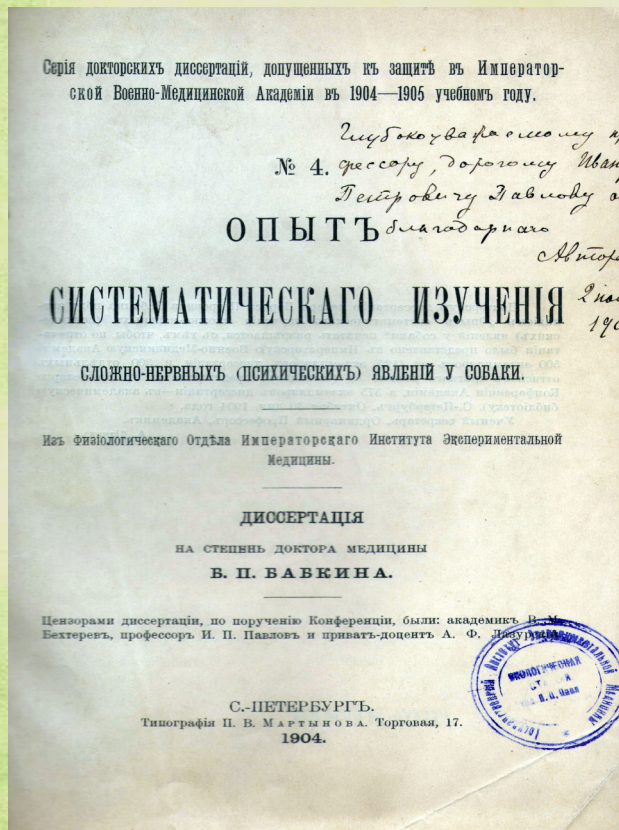 Серія докторскихъ диссертацій, допущенныхъ къ защитѣ въ Император-
ской Военно-Медицинской Академіи въ 1904—1905 учебномъ году.
Глубокоуважаемому
№ 4.
фессору, дорогому
Петровичу Павлову
благодарнаго
ОПЫТЪ
СИСТЕМАТИЧЕСКАГО ИЗУЧЕНІЯ
СЛОЖНО-НЕРВНЫХЪ (ПСИХИЧЕСКИХЪ) ЯВЛЕНІЙ У СОБАКИ.
Изъ Физіологическаго Отдѣла Императорскаго Института Экспериментальной
Медицины.
ДИССЕРТАЦІЯ
НА СТЕПЕНЬ ДОКТОРА МЕДИЦИНЫ
Б. П. БАБКИНА.
Цензорами диссертаціи, по порученію Конференціи, были: академикъ В. М.
Бехтеревъ, профессоръ И. П. Павловъ и приватъ-доцентъ А. Ф.
С.-ПЕТЕРБУРГЪ.
Типографія П. В. Мартынова. Торговая, 17.
1904.